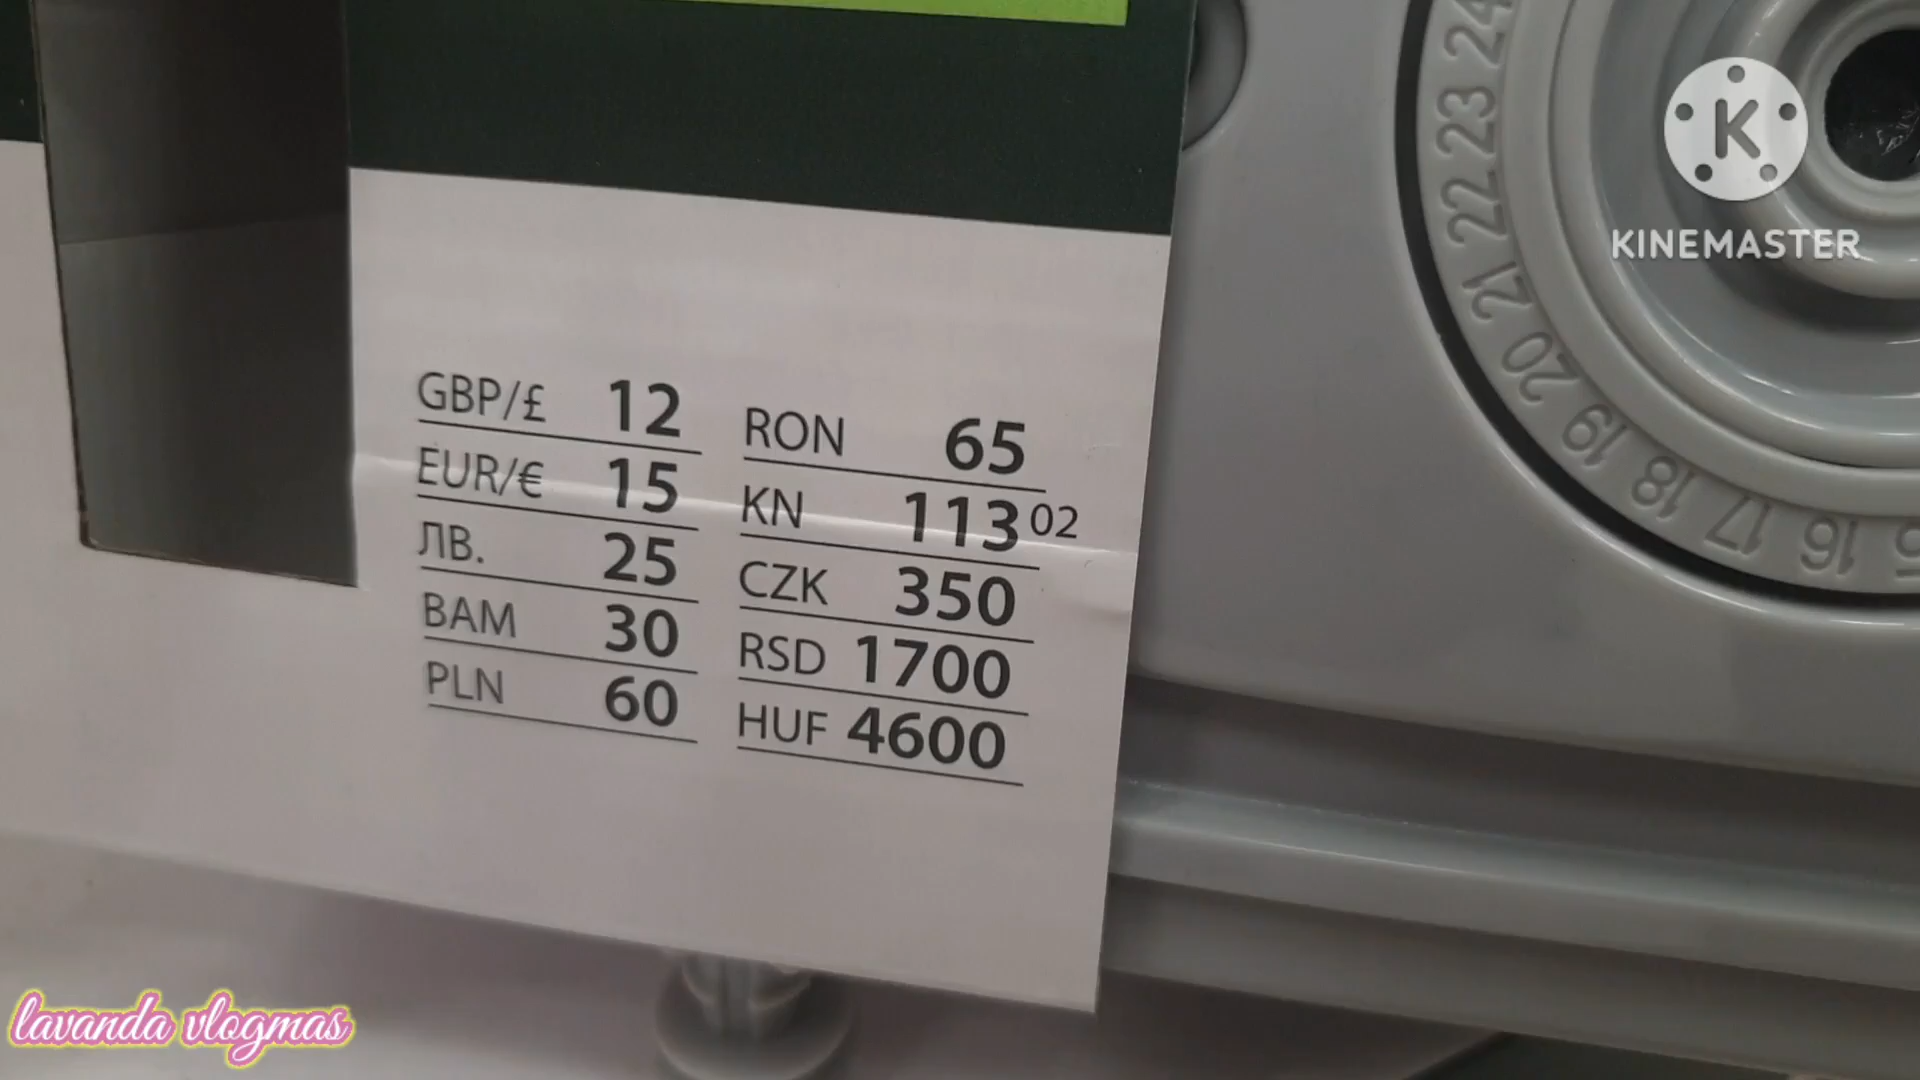 GBP/£ 12
EUR/€ 15
ЛВ. 25
BAM 30
PLN 60
RON 65
KN 113 02
CZK 350
RSD 1700
HUF 4600
24
23
22
21
20
19
18
17
16
K
KINEMASTER
lavanda vlogmas